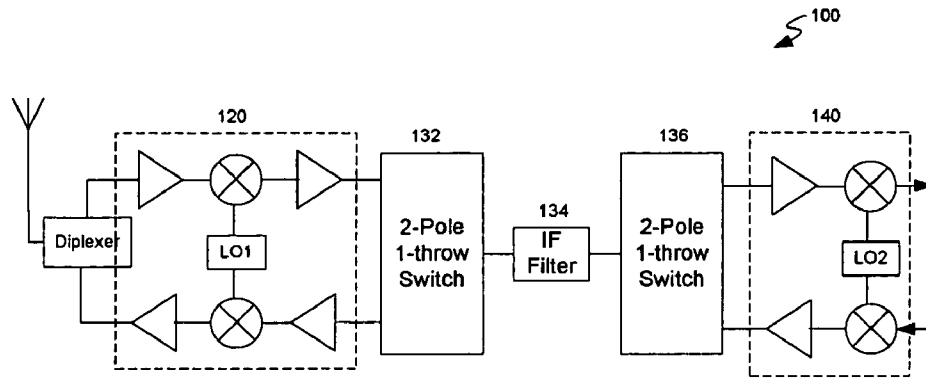 100
120
132
136
140
Diplexer
LO1
2-Pole
1-throw
Switch
134
IF
Filter
2-Pole
1-throw
Switch
LO2